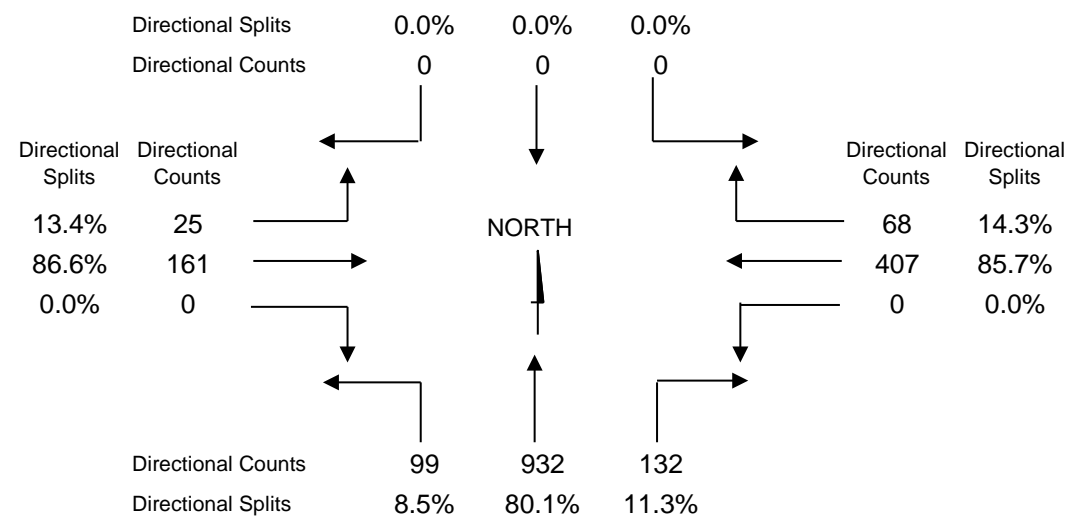 Directional Splits 0.0% 0.0% 0.0%
Directional Counts 0 0 0
Directional Directional Directional Directional
Splits Counts Counts Splits
13.4% 25 68 14.3%
NORTH
86.6% 161 407 85.7%
0.0% 0 0 0.0%
Directional Counts 99 932 132
Directional Splits 8.5% 80.1% 11.3%